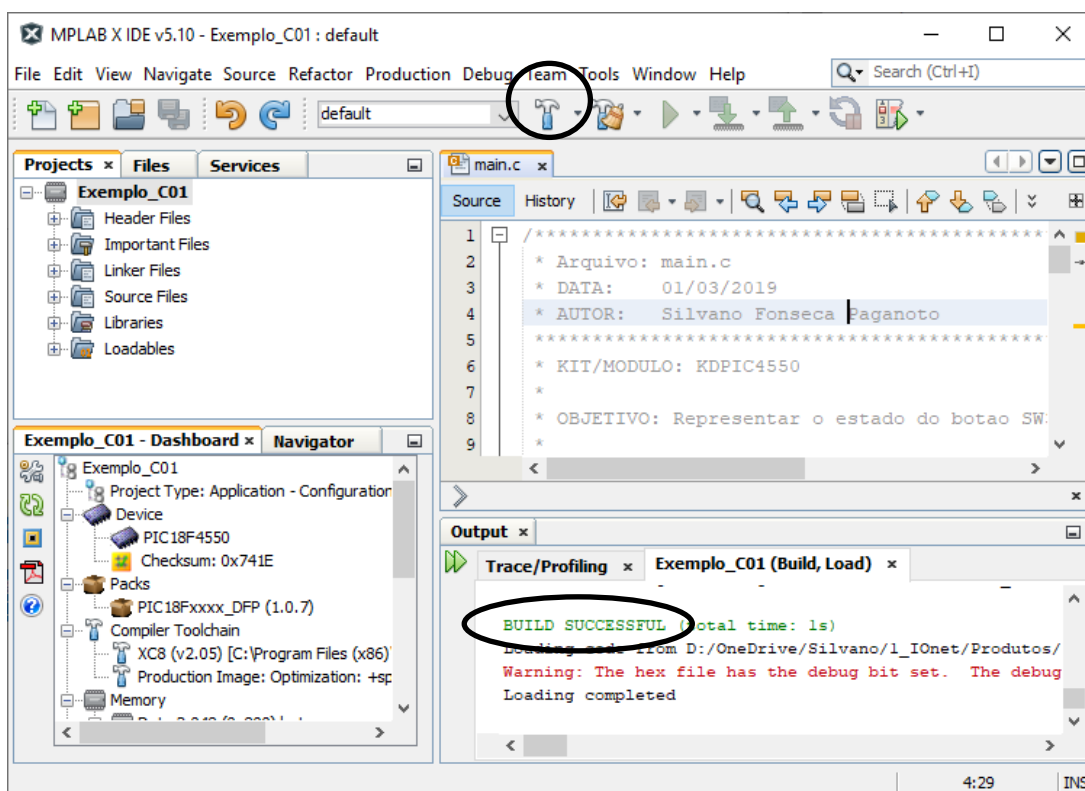 MPLAB X IDE v5.10 - Exemplo_C01 : default
File Edit View Navigate Source Refactor Production Debug Team Tools Window Help
Search (Ctrl+I)
default
Projects Files Services
Exemplo_C01
Header Files
Important Files
Linker Files
Source Files
Libraries
Loadables
Exemplo_C01 - Dashboard Navigator
Exemplo_C01
Project Type: Application - Configuration
Device
PIC18F4550
Checksum: 0x741E
Packs
PIC18Fxxxx_DFP (1.0.7)
Compiler Toolchain
XC8 (v2.05) [C:\Program Files (x86)
Production Image: Optimization: +sp
Memory
main.c
Source History
1 /********************************************
2 * Arquivo: main.c
3 * DATA: 01/03/2019
4 * AUTOR: Silvano Fonseca Paganoto
5 ********************************************
6 * KIT/MODULO: KDPIC4550
7 *
8 * OBJETIVO: Representar o estado do botao SW
9 *
Output
Trace/Profiling Exemplo_C01 (Build, Load)
BUILD SUCCESSFUL (total time: 1s)
Loading code from D:/OneDrive/Silvano/1_IOnet/Produtos/
Warning: The hex file has the debug bit set. The debug
Loading completed
4:29 INS